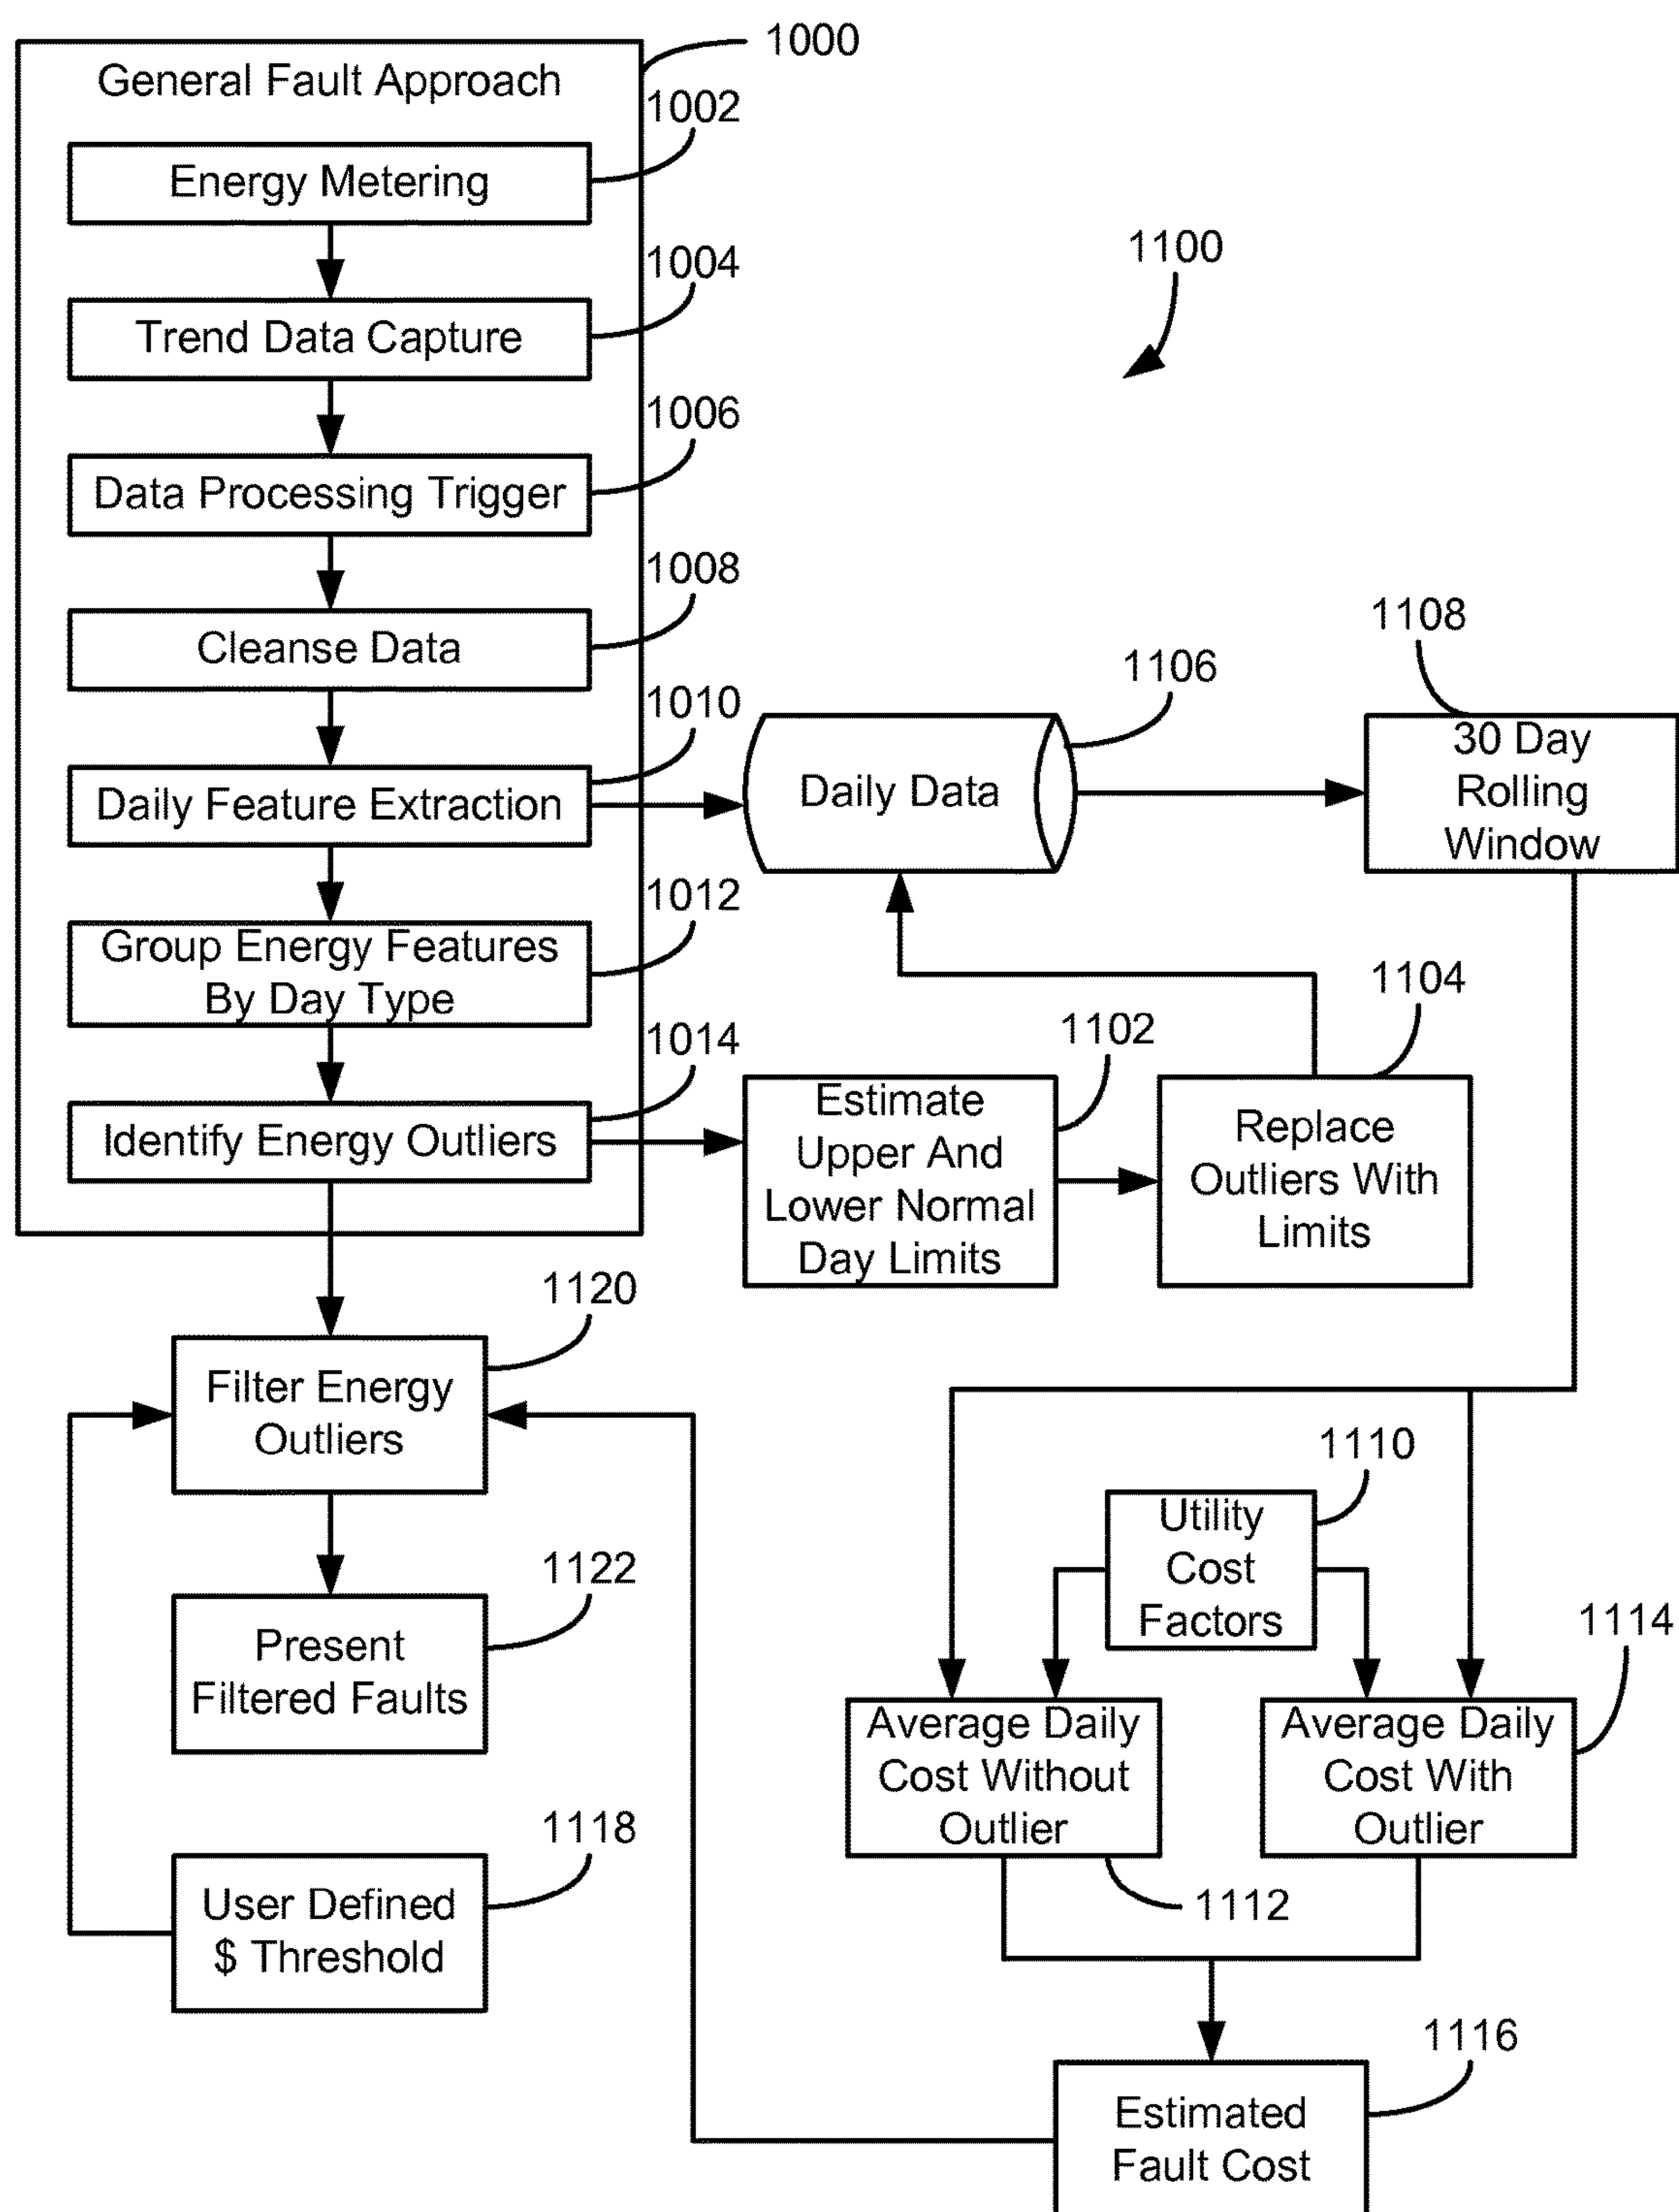 1000
General Fault Approach
1002
Energy Metering
1004
Trend Data Capture
1006
Data Processing Trigger
1008
Cleanse Data
1010
Daily Feature Extraction
1012
Group Energy Features
By Day Type
1014
Identify Energy Outliers
1100
1106
Daily Data
1108
30 Day
Rolling
Window
1102
Estimate
Upper And
Lower Normal
Day Limits
1104
Replace
Outliers With
Limits
1120
Filter Energy
Outliers
1122
Present
Filtered Faults
1118
User Defined
$ Threshold
1110
Utility
Cost
Factors
Average Daily
Cost Without
Outlier
1112
1114
Average Daily
Cost With
Outlier
1116
Estimated
Fault Cost